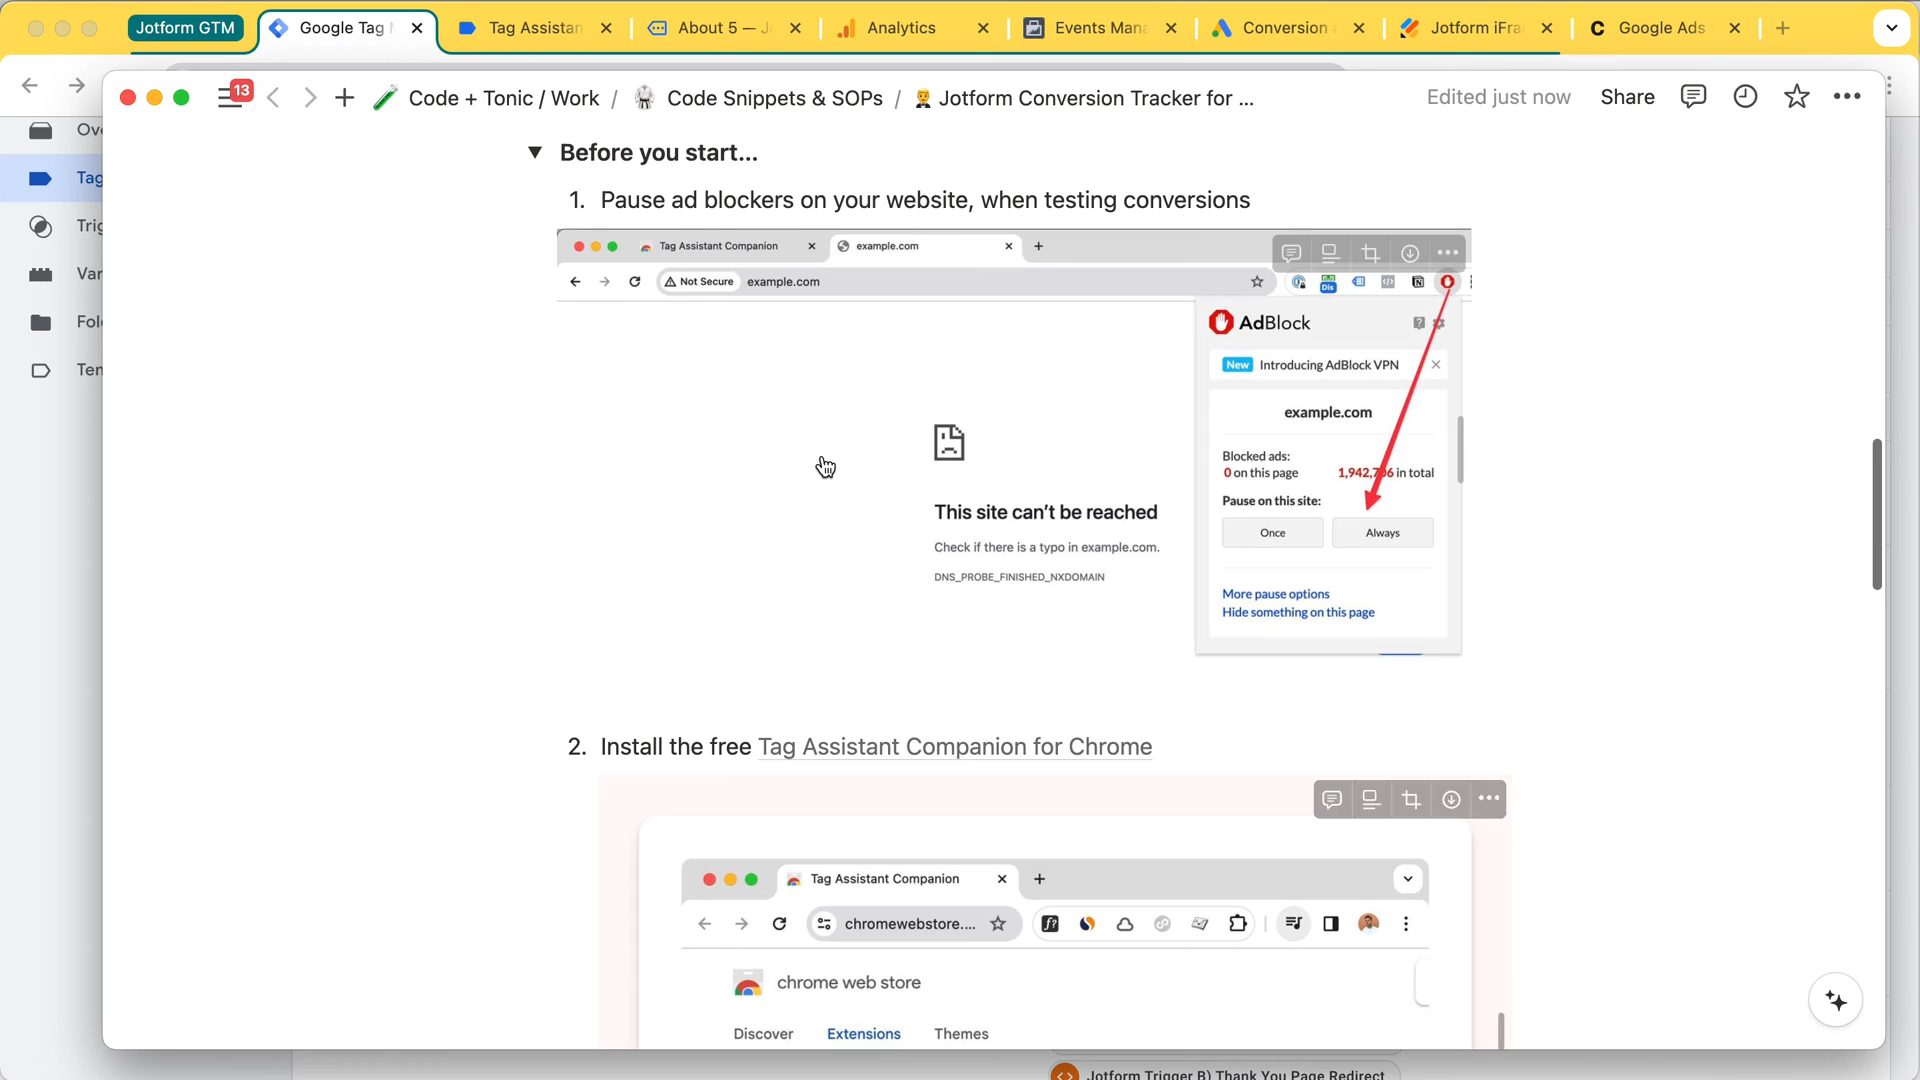 Jotform GTM
Google Tag
Tag Assistan
About 5 — J
Analytics
Events Man
Conversion
Jotform iFra
Google Ads
13
Code + Tonic / Work / Code Snippets & SOPs / Jotform Conversion Tracker for ...
Edited just now
Share
Ove
Tag
Trig
Var
Fol
Tem
Before you start...
1. Pause ad blockers on your website, when testing conversions
Tag Assistant Companion
example.com
Not Secure
example.com
Dis
AdBlock
New Introducing AdBlock VPN
example.com
Blocked ads:
0 on this page
in total
Pause on this site:
Once
Always
More pause options
Hide something on this page
This site can't be reached
Check if there is a typo in example.com.
DNS_PROBE_FINISHED_NXDOMAIN
2. Install the free Tag Assistant Companion for Chrome
Tag Assistant Companion
chromewebstore....
f?
chrome web store
Discover
Extensions
Themes
Jotform Trigger B) Thank You Page Redirect